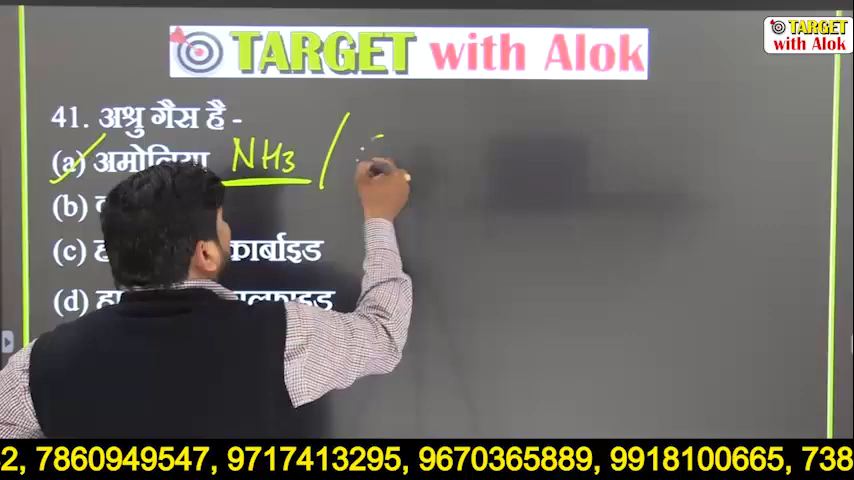 TARGET with Alok
TARGET
with Alok
41. अश्रु गैस है -
(a) अमोनिया NH3 /
(b)
(c) कार्बाइड
(d)
2, 7860949547, 9717413295, 9670365889, 9918100665, 738